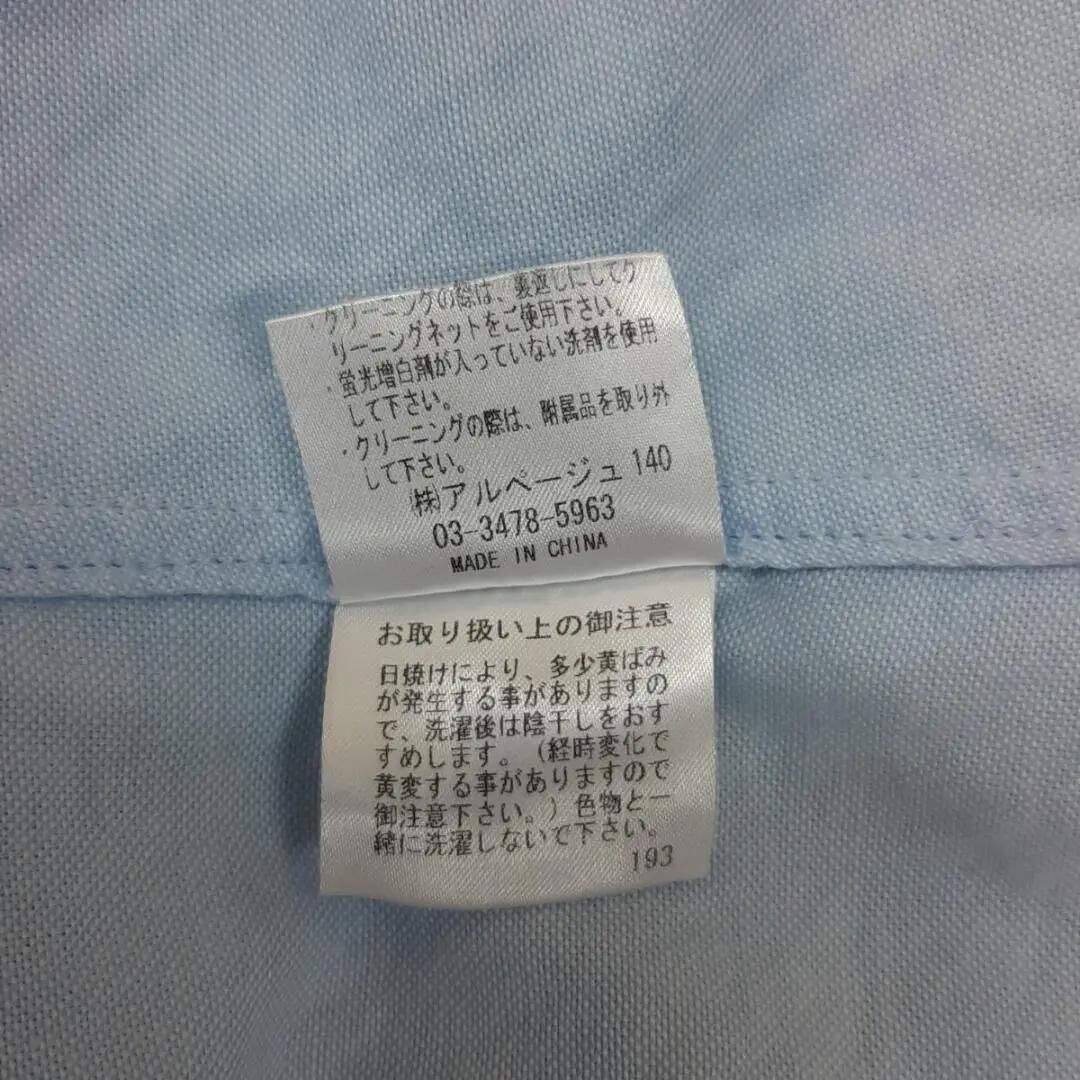 ・クリーニングの際は、裏返しにしてク
リーニングネットをご使用下さい。
・蛍光増白剤が入っていない洗剤を使用
して下さい。
・クリーニングの際は、附属品を取り外
して下さい。
㈱アルページュ 140
03-3478-5963
MADE IN CHINA
お取り扱い上の御注意
日焼けにより、多少黄ばみ
が発生する事がありますの
で、洗濯後は陰干しをおす
すめします。（経時変化で
黄変する事がありますので
御注意下さい。）色物と一
緒に洗濯しないで下さい。
193